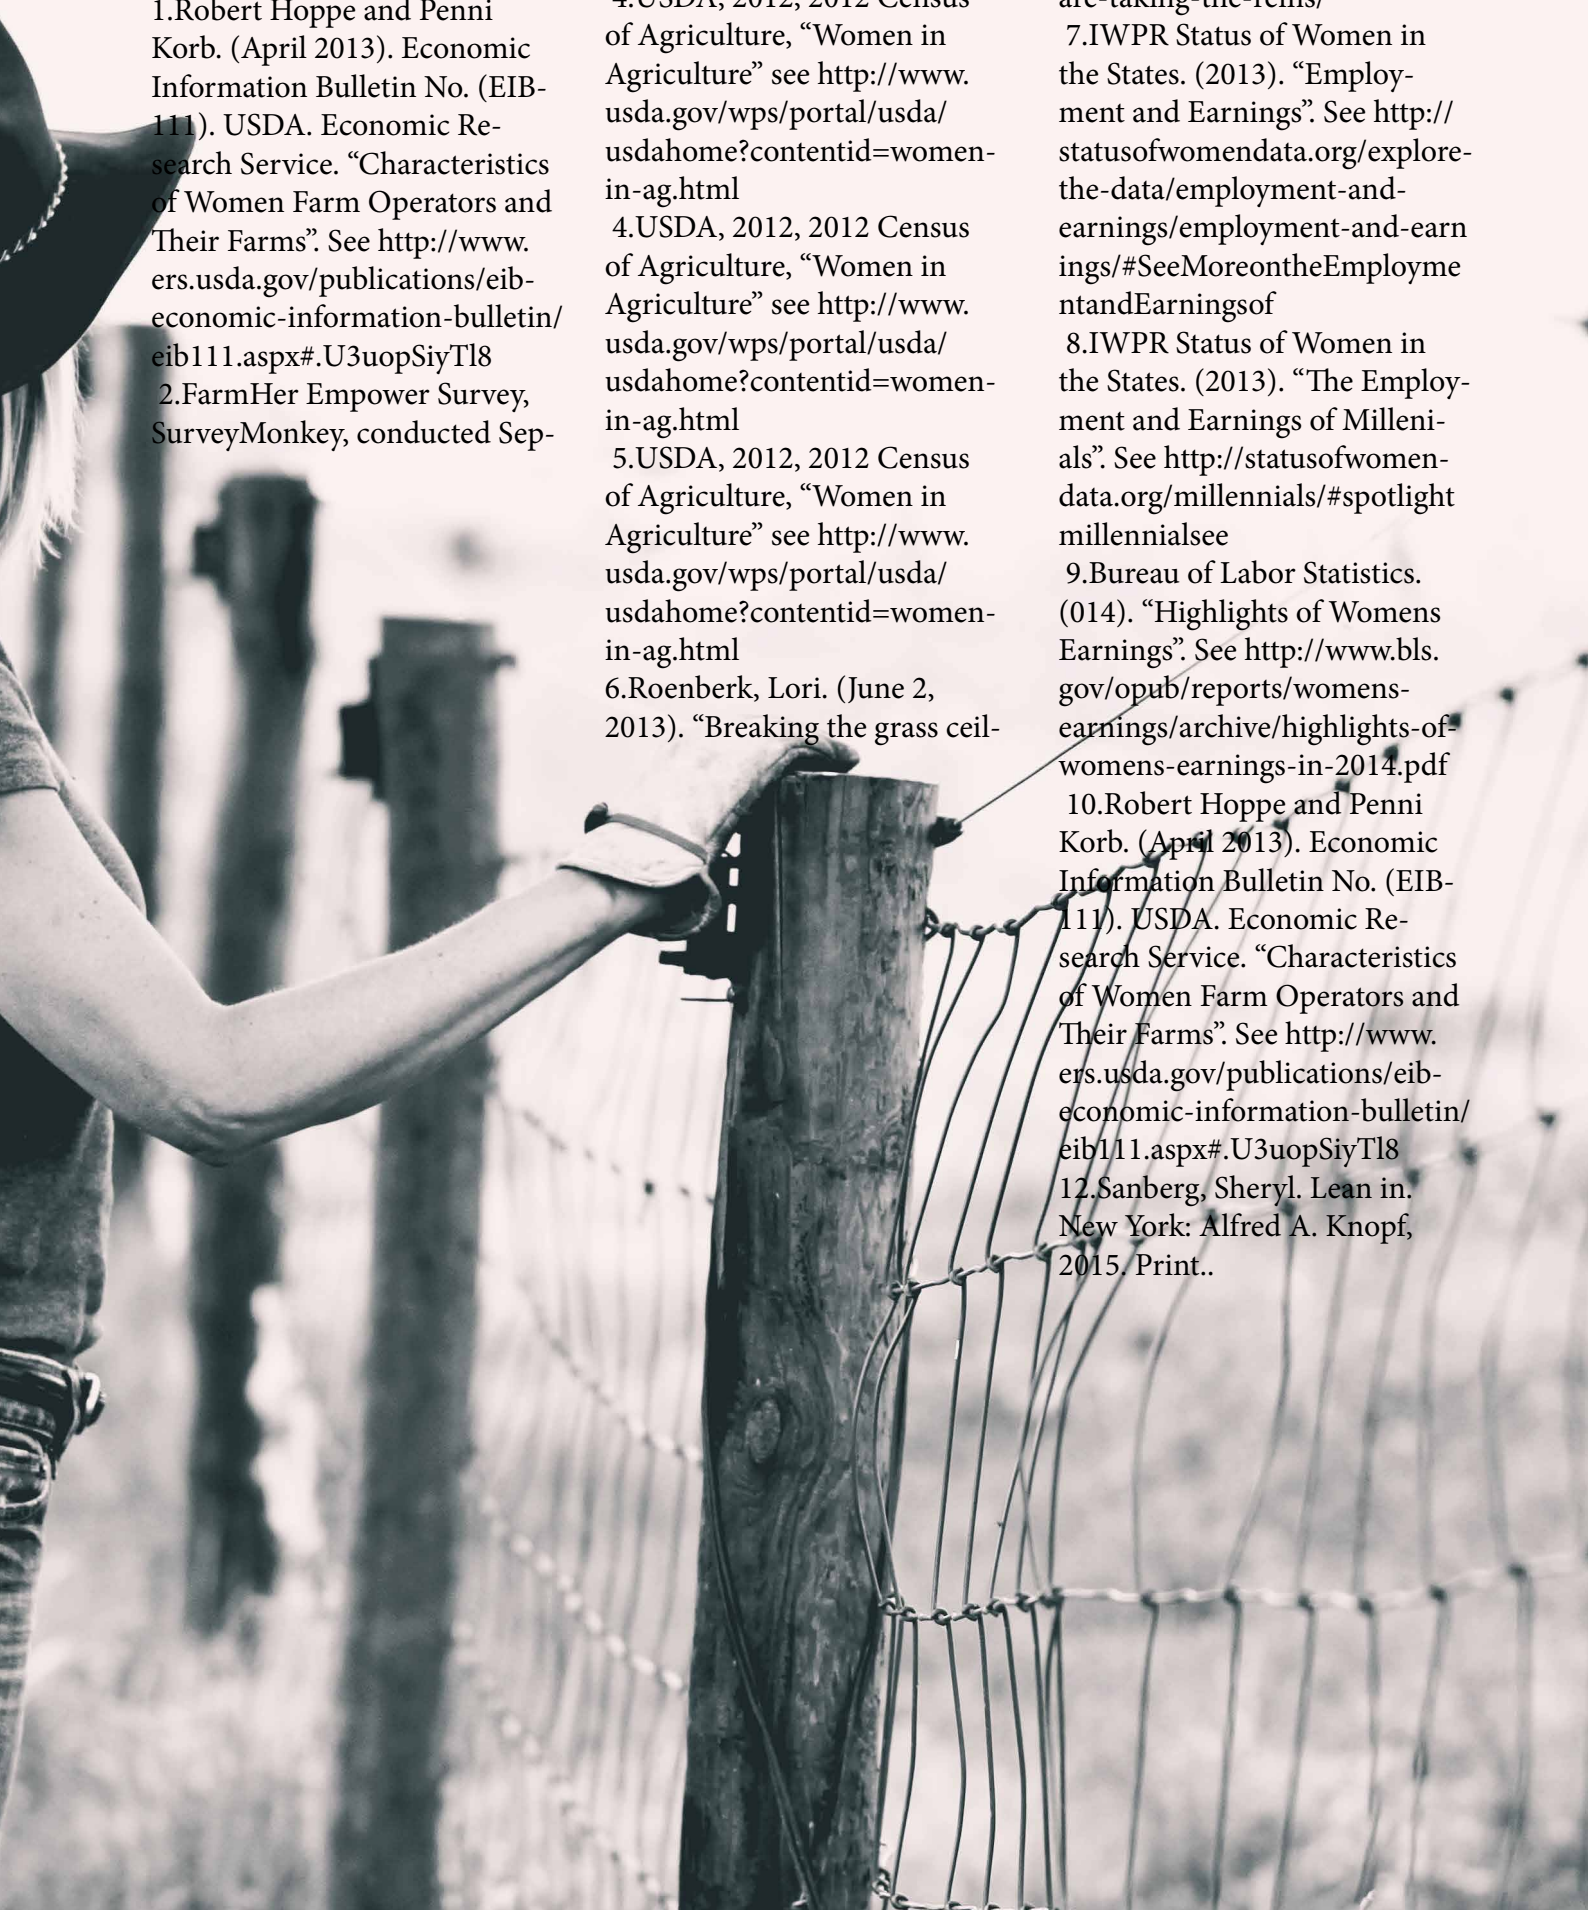 1.Robert Hoppe and Penni
Korb. (April 2013). Economic
Information Bulletin No. (EIB-
111). USDA. Economic Re-
search Service. “Characteristics
of Women Farm Operators and
Their Farms”. See http://www.
ers.usda.gov/publications/eib-
economic-information-bulletin/
eib111.aspx#.U3uopSiyTl8
2.FarmHer Empower Survey,
SurveyMonkey, conducted Sep-
4.USDA, 2012, 2012 Census
of Agriculture, “Women in
Agriculture” see http://www.
usda.gov/wps/portal/usda/
usdahome?contentid=women-
in-ag.html
4.USDA, 2012, 2012 Census
of Agriculture, “Women in
Agriculture” see http://www.
usda.gov/wps/portal/usda/
usdahome?contentid=women-
in-ag.html
5.USDA, 2012, 2012 Census
of Agriculture, “Women in
Agriculture” see http://www.
usda.gov/wps/portal/usda/
usdahome?contentid=women-
in-ag.html
6.Roenberk, Lori. (June 2,
2013). “Breaking the grass ceil-
are-taking-the-reins/
7.IWPR Status of Women in
the States. (2013). “Employ-
ment and Earnings”. See http://
statusofwomendata.org/explore-
the-data/employment-and-
earnings/employment-and-earn
ings/#SeeMoreontheEmployme
ntandEarningsof
8.IWPR Status of Women in
the States. (2013). “The Employ-
ment and Earnings of Milleni-
als”. See http://statusofwomen-
data.org/millennials/#spotlight
millennialsee
9.Bureau of Labor Statistics.
(014). “Highlights of Womens
Earnings”. See http://www.bls.
gov/opub/reports/womens-
earnings/archive/highlights-of-
womens-earnings-in-2014.pdf
10.Robert Hoppe and Penni
Korb. (April 2013). Economic
Information Bulletin No. (EIB-
111). USDA. Economic Re-
search Service. “Characteristics
of Women Farm Operators and
Their Farms”. See http://www.
ers.usda.gov/publications/eib-
economic-information-bulletin/
eib111.aspx#.U3uopSiyTl8
12.Sanberg, Sheryl. Lean in.
New York: Alfred A. Knopf,
2015. Print..